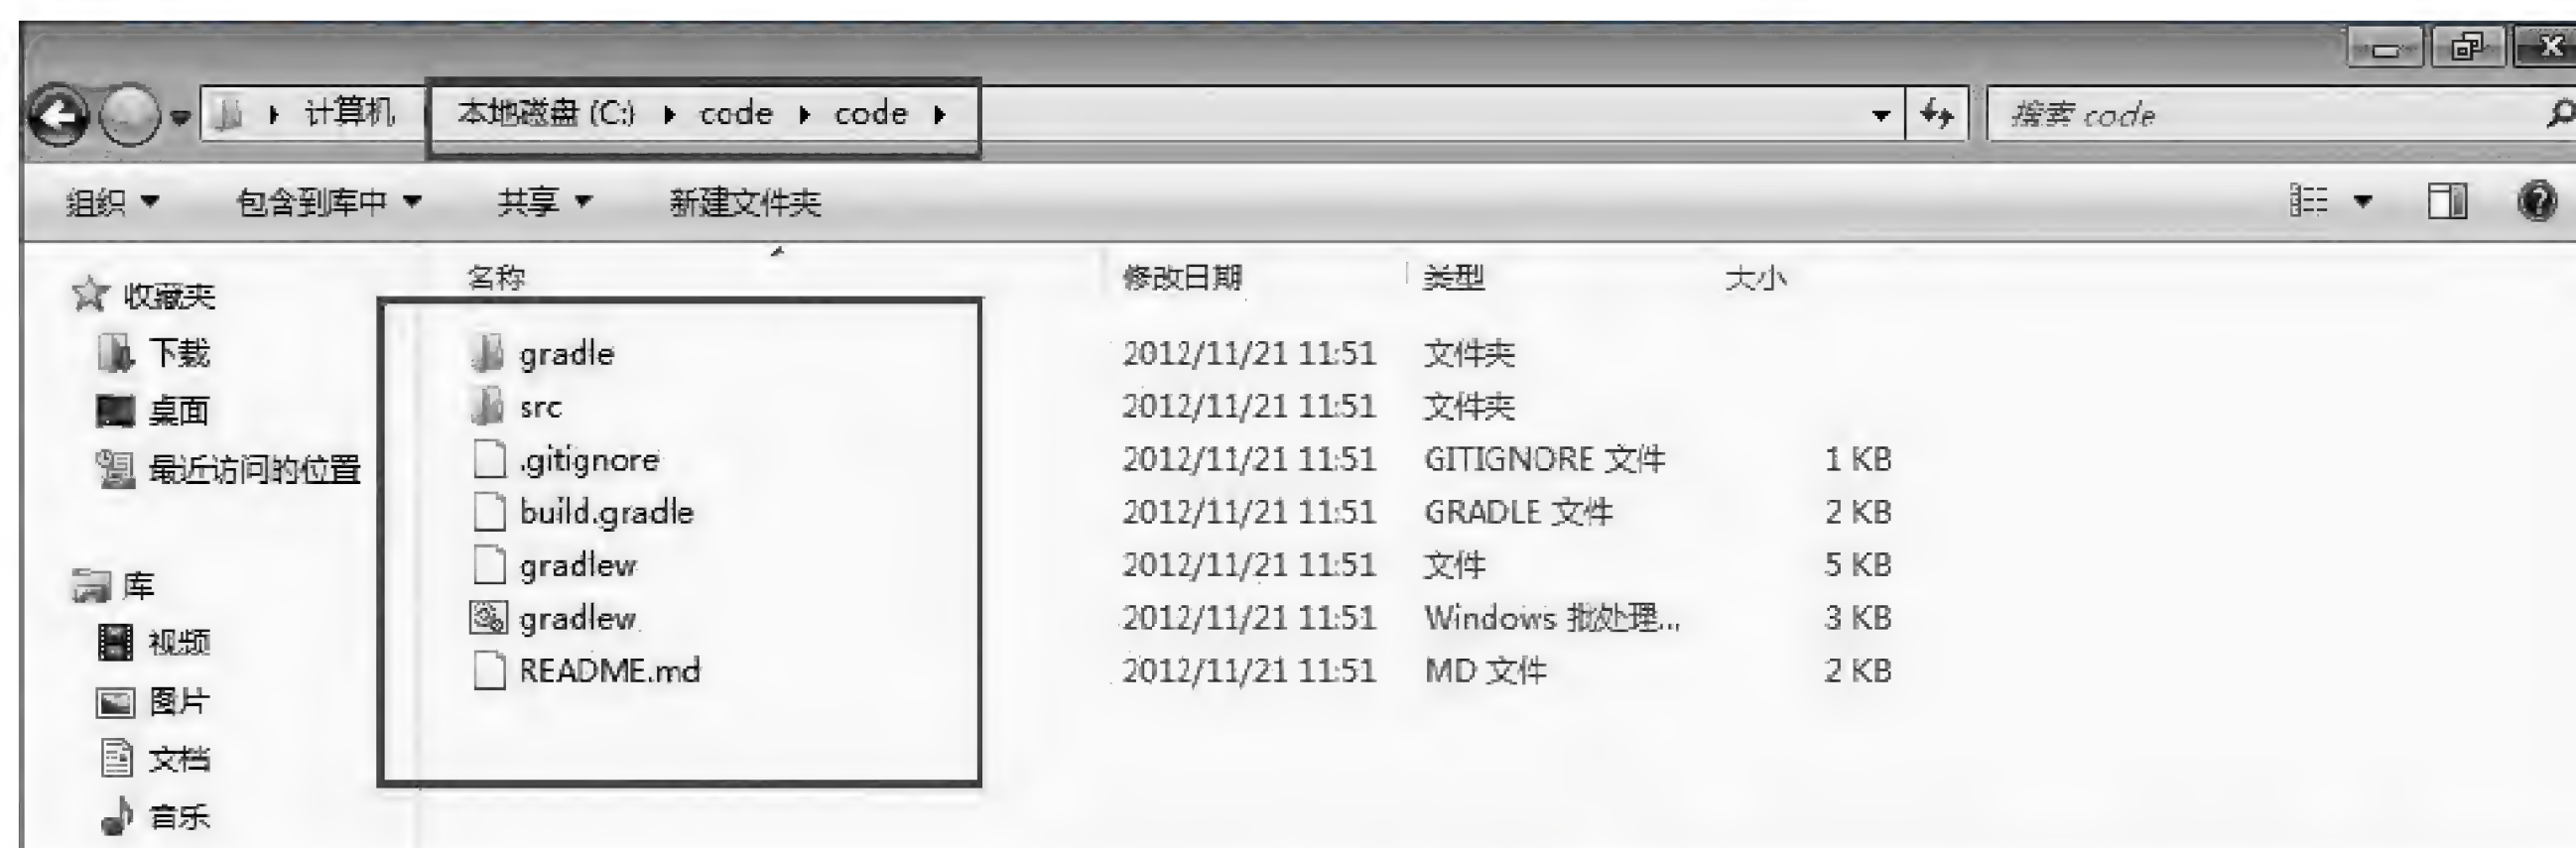 计算机 本地磁盘 (C:) code code 搜索 code
组织 包含到库中 共享 新建文件夹
名称 修改日期 类型 大小
收藏夹
下载
桌面
最近访问的位置
库
视频
图片
文档
音乐
gradle 2012/11/21 11:51 文件夹
src 2012/11/21 11:51 文件夹
.gitignore 2012/11/21 11:51 GITIGNORE 文件 1 KB
build.gradle 2012/11/21 11:51 GRADLE 文件 2 KB
gradlew 2012/11/21 11:51 文件 5 KB
gradlew 2012/11/21 11:51 Windows 批处理... 3 KB
README.md 2012/11/21 11:51 MD 文件 2 KB